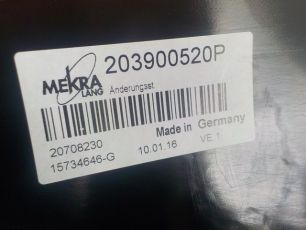 MEKRA
LANG
203900520P
Änderungsst.
20708230
15734646-G
Made in Germany
10.01.16
VE 1